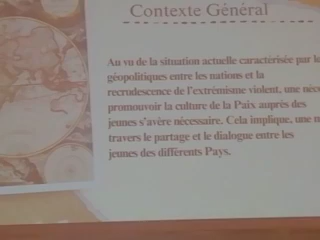 Contexte Général
Au vu de la situation actuelle caractérisée par
géopolitiques entre les nations et la
recrudescence de l'extrémisme violent, une
promouvoir la culture de la Paix auprès des
jeunes s'avère nécessaire. Cela implique, une
travers le partage et le dialogue entre les
jeunes des différents Pays.